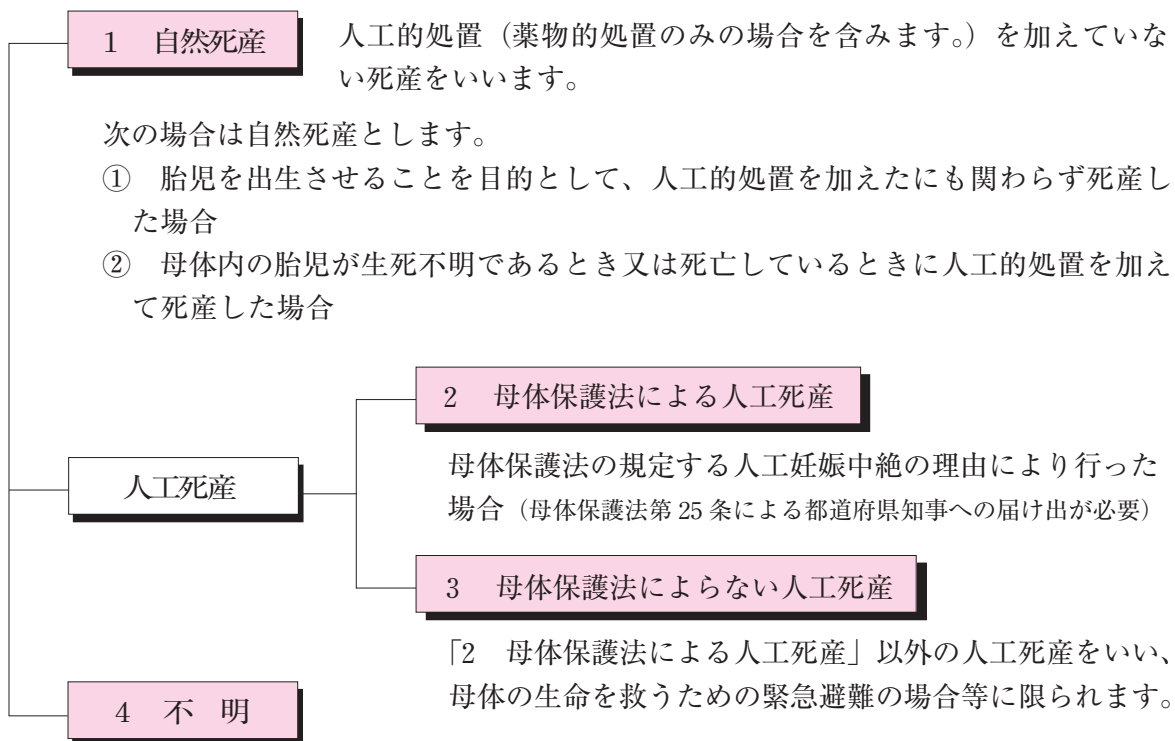 1 自然死産
人工的処置（薬物的処置のみの場合を含みます。）を加えていな
い死産をいいます。
次の場合は自然死産とします。
① 胎児を出生させることを目的として、人工的処置を加えたにも関わらず死産し
た場合
② 母体内の胎児が生死不明であるとき又は死亡しているときに人工的処置を加え
て死産した場合
人工死産
2 母体保護法による人工死産
母体保護法の規定する人工妊娠中絶の理由により行った
場合（母体保護法第 25 条による都道府県知事への届け出が必要）
3 母体保護法によらない人工死産
「2 母体保護法による人工死産」以外の人工死産をいい、
母体の生命を救うための緊急避難の場合等に限られます。
4 不 明